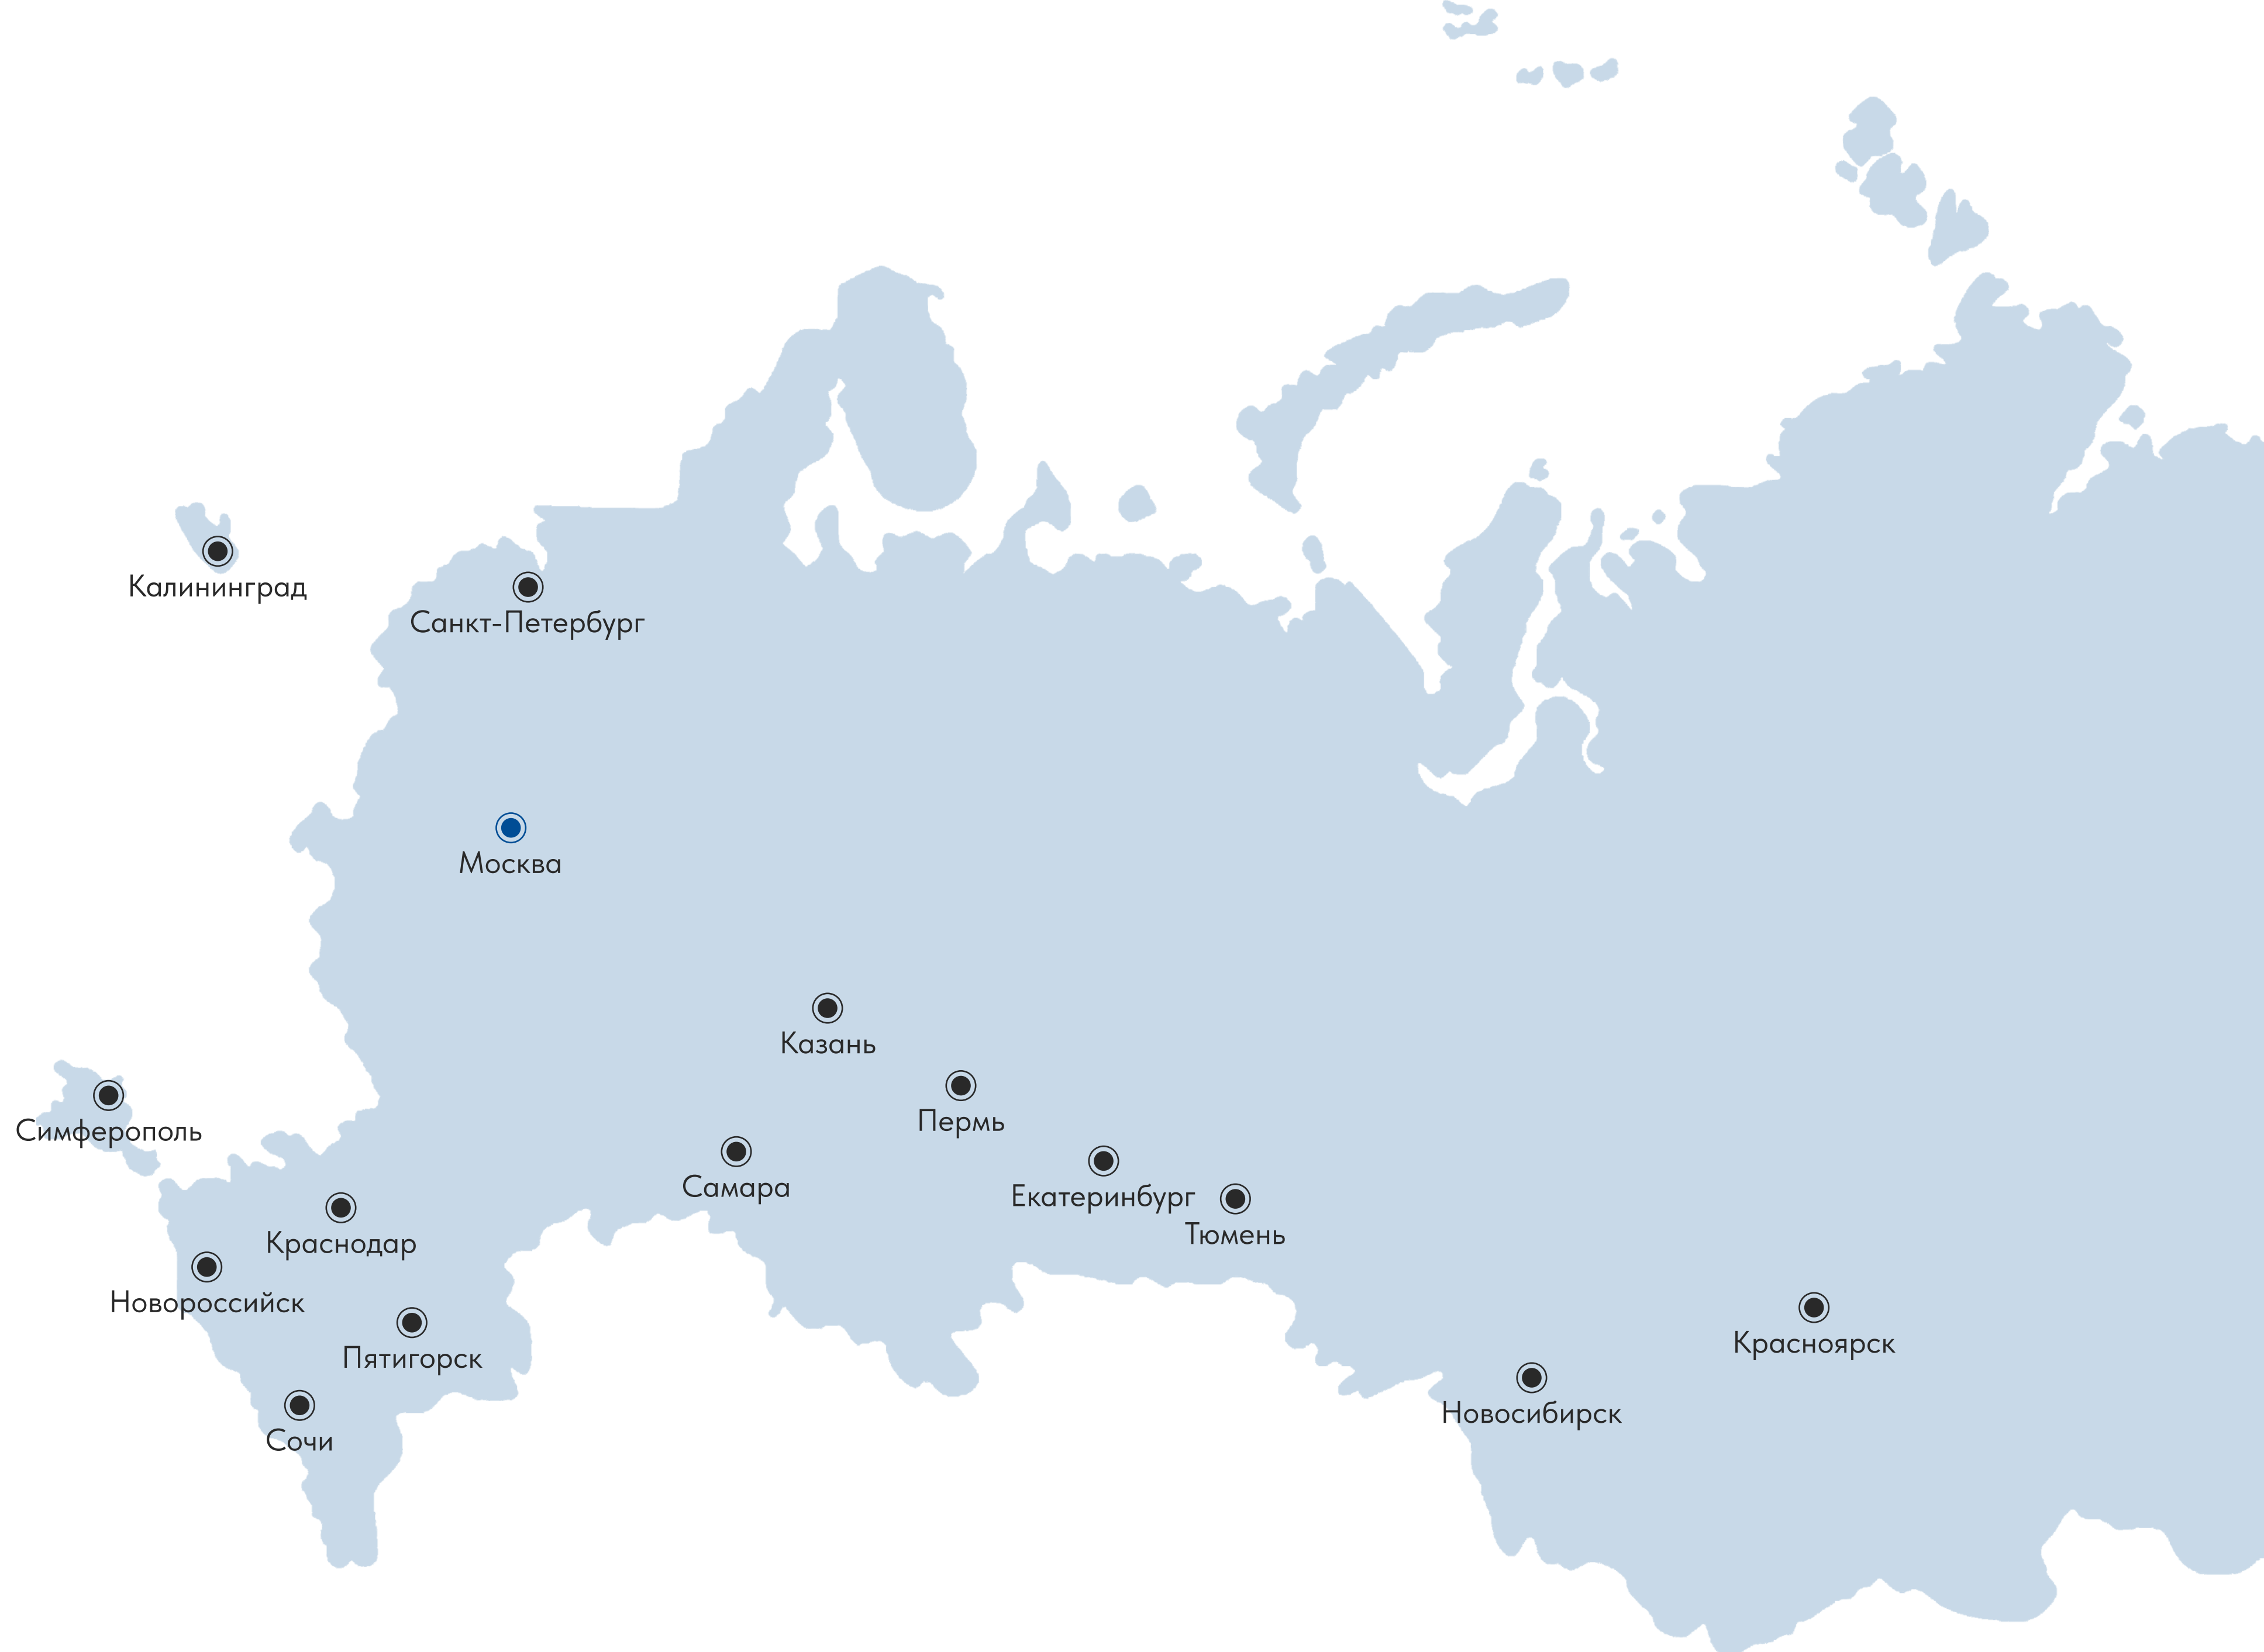 Калининград
Санкт-Петербург
Москва
Казань
Пермь
Симферополь
Самара
Екатеринбург
Тюмень
Краснодар
Новороссийск
Красноярск
Пятигорск
Новосибирск
Сочи